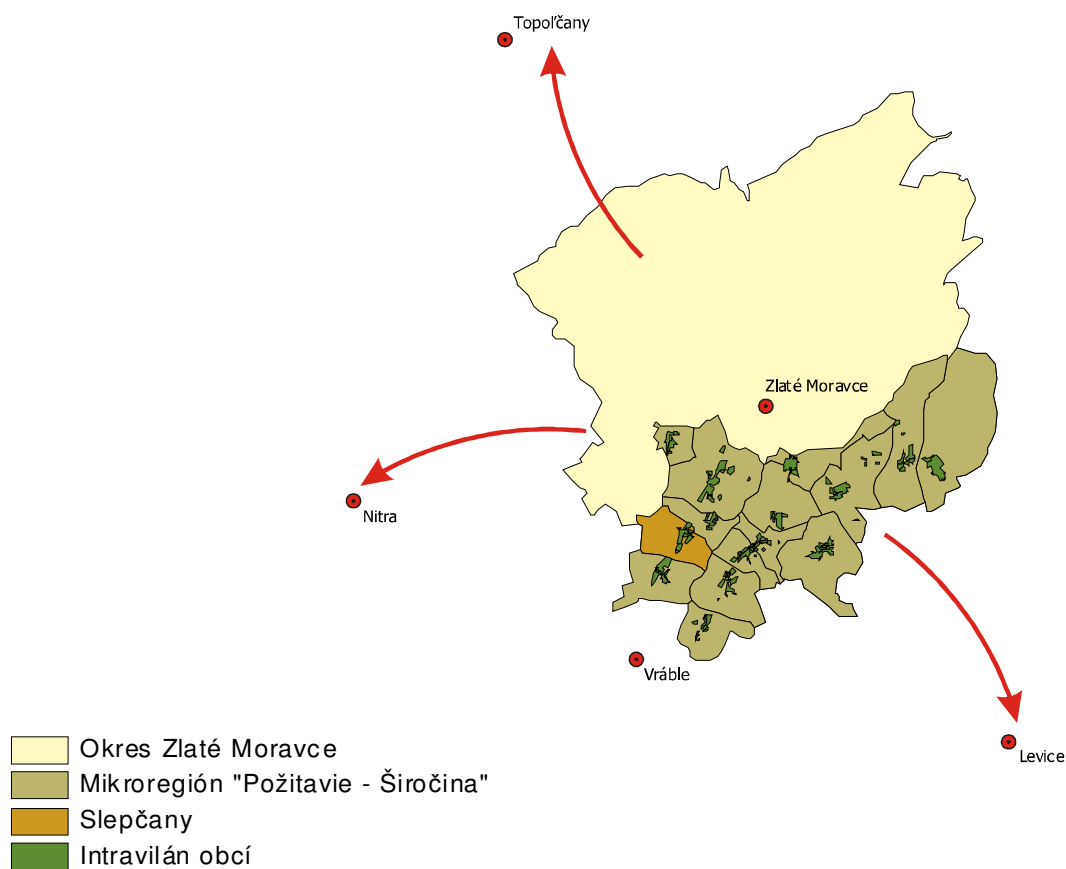 Topoľčany
Zlaté Moravce
Nitra
Vráble
Levice
Okres Zlaté Moravce
Mikroregión "Požitavie - Širočina"
Slepčany
Intravilán obcí